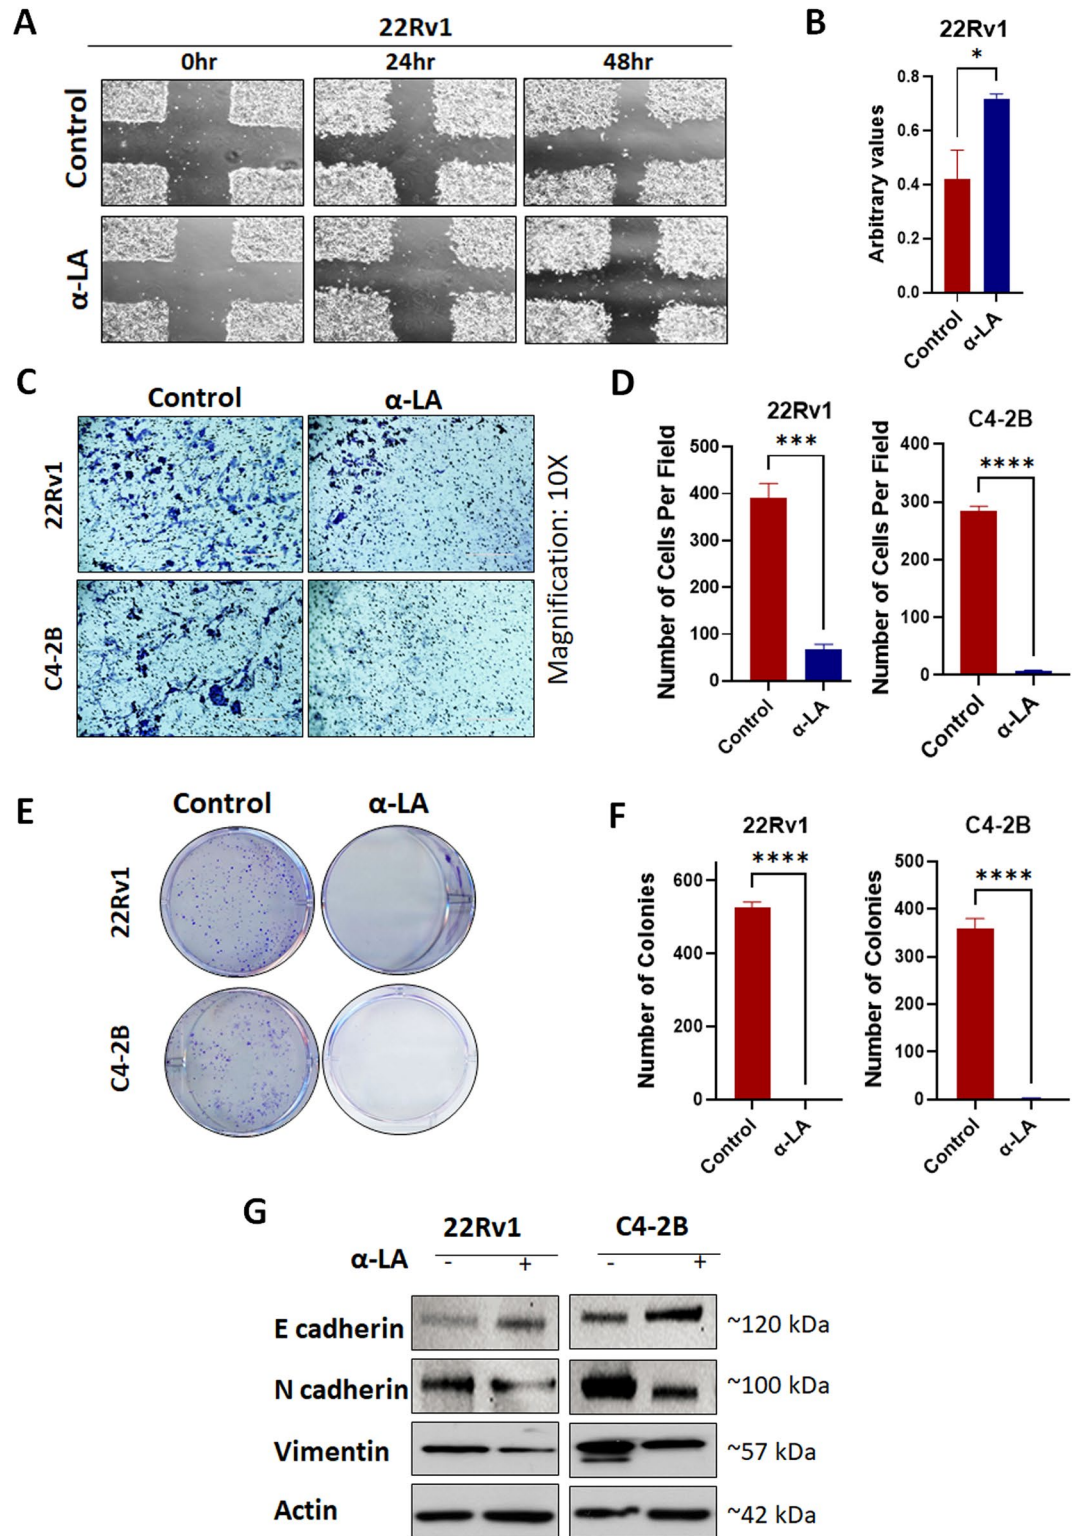 A
22Rv1
0hr 24hr 48hr
Control
α-LA
B
22Rv1
*
Arbitrary values
0.8
0.6
0.4
0.2
0.0
Control α-LA
C
Control α-LA
22Rv1
C4-2B
Magnification: 10X
D
22Rv1
***
Number of Cells Per Field
500
400
300
200
100
0
Control α-LA
C4-2B
****
Number of Cells Per Field
400
300
200
100
0
Control α-LA
E
Control α-LA
22Rv1
C4-2B
F
22Rv1
****
Number of Colonies
600
400
200
0
Control α-LA
C4-2B
****
Number of Colonies
500
400
300
200
100
0
Control α-LA
G
22Rv1 C4-2B
α-LA - + - +
E cadherin ~120 kDa
N cadherin ~100 kDa
Vimentin ~57 kDa
Actin ~42 kDa